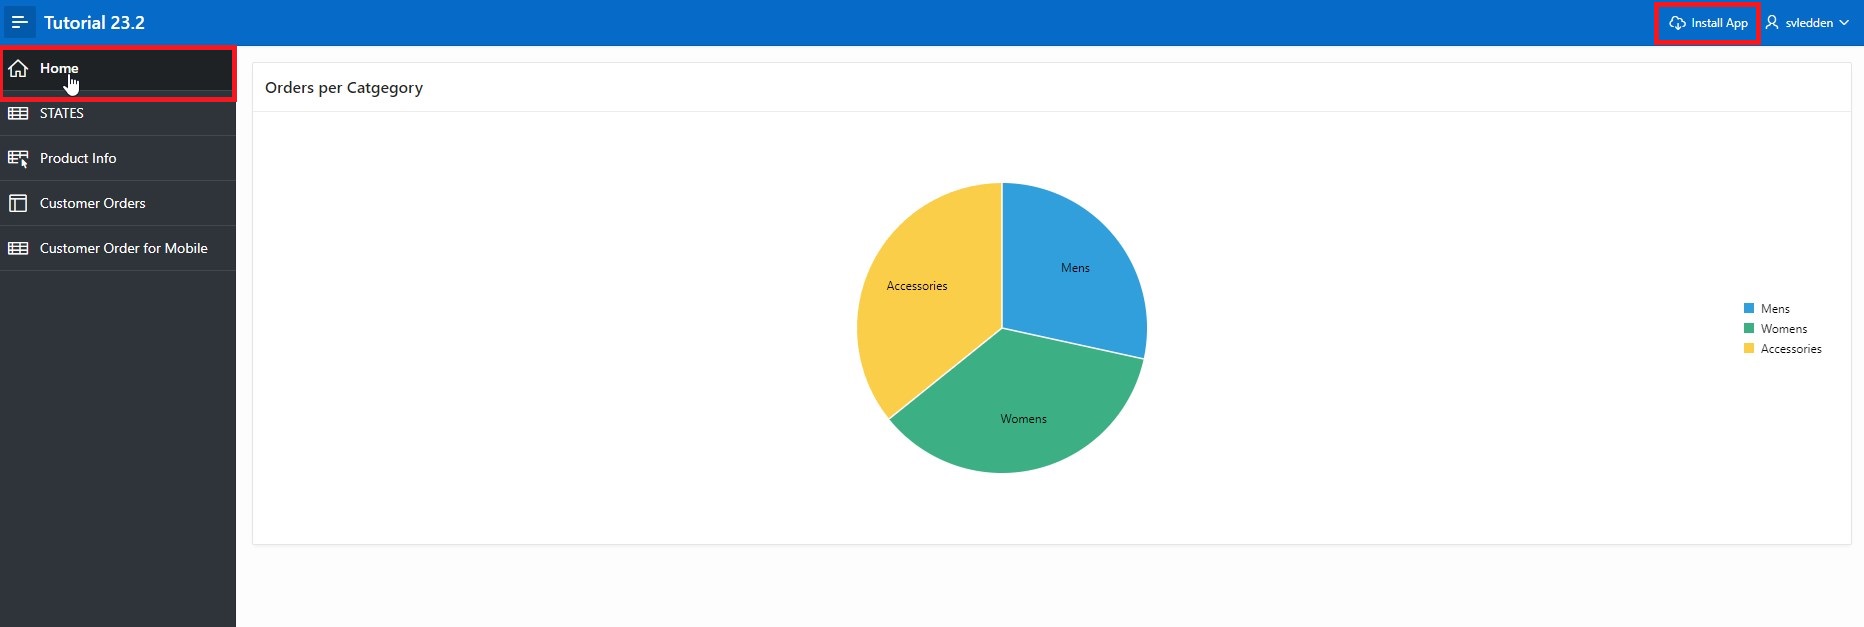 Tutorial 23.2
Install App
svledden
Home
STATES
Product Info
Customer Orders
Customer Order for Mobile
Orders per Catgegory
Mens
Accessories
Womens
Mens
Womens
Accessories